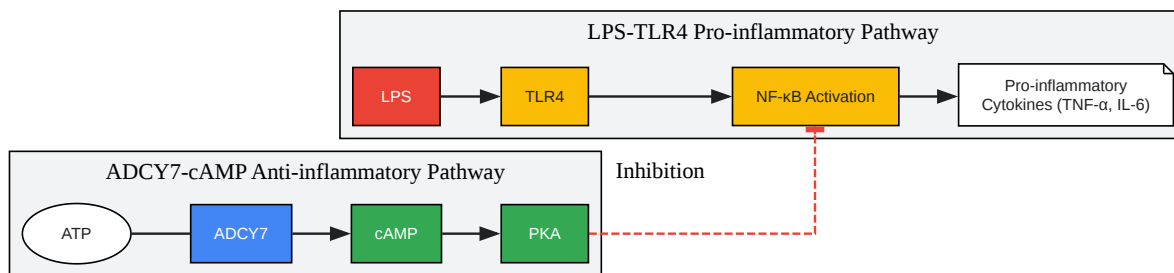 LPS-TLR4 Pro-inflammatory Pathway
LPS
TLR4
NF-κB Activation
Pro-inflammatory
Cytokines (TNF-α, IL-6)
ADCY7-cAMP Anti-inflammatory Pathway
Inhibition
ATP
ADCY7
cAMP
PKA